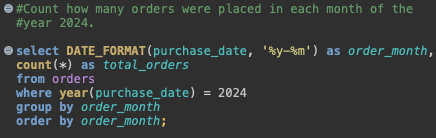 #Count how many orders were placed in each month of the
#year 2024.
select DATE_FORMAT(purchase_date, '%y-%m') as order_month,
count(*) as total_orders
from orders
where year(purchase_date) = 2024
group by order_month
order by order_month;